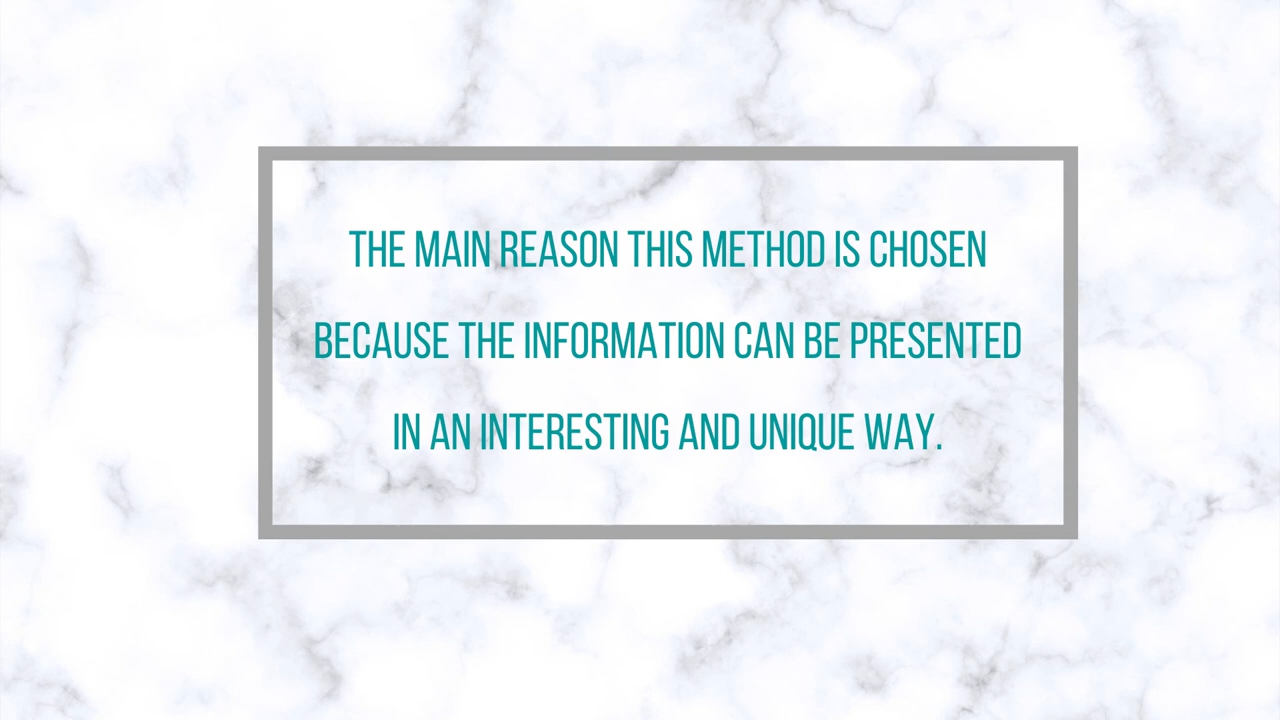 THE MAIN REASON THIS METHOD IS CHOSEN
BECAUSE THE INFORMATION CAN BE PRESENTED
IN AN INTERESTING AND UNIQUE WAY.